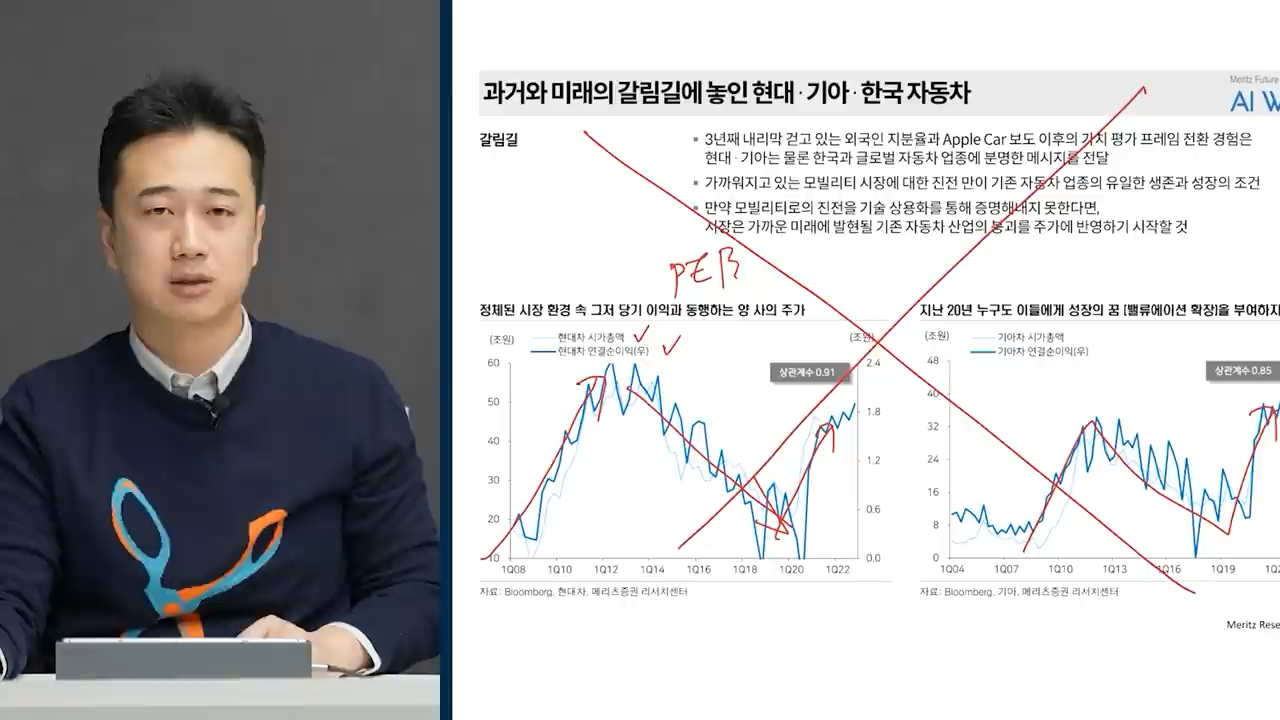 과거와 미래의 갈림길에 놓인 현대·기아·한국 자동차
Meritz Future
AI W
갈림길
▪ 3년째 내리막 걷고 있는 외국인 지분율과 Apple Car 보도 이후의 가치 평가 프레임 전환 경험은
현대·기아는 물론 한국과 글로벌 자동차 업종에 분명한 메시지를 전달
▪ 가까워지고 있는 모빌리티 시장에 대한 진전 만이 기존 자동차 업종의 유일한 생존과 성장의 조건
▪ 만약 모빌리티로의 진전을 기술 상용화를 통해 증명해내지 못한다면,
시장은 가까운 미래에 발현될 기존 자동차 산업의 붕괴를 주가에 반영하기 시작할 것
정체된 시장 환경 속 그저 당기 이익과 동행하는 양 사의 주가
(조원)
현대차 시가총액
현대차 연결순이익(우)
(조원)
상관계수 0.91
60
50
40
30
20
10
2.4
1.8
1.2
0.6
0.0
1Q08 1Q10 1Q12 1Q14 1Q16 1Q18 1Q20 1Q22
자료: Bloomberg, 현대차, 메리츠증권 리서치센터
지난 20년 누구도 이들에게 성장의 꿈 [밸류에이션 확장]을 부여하지
(조원)
기아차 시가총액
기아차 연결순이익(우)
상관계수 0.85
48
40
32
24
16
8
0
1Q04 1Q07 1Q10 1Q13 1Q16 1Q19 1Q2
자료: Bloomberg, 기아, 메리츠증권 리서치센터
Meritz Rese